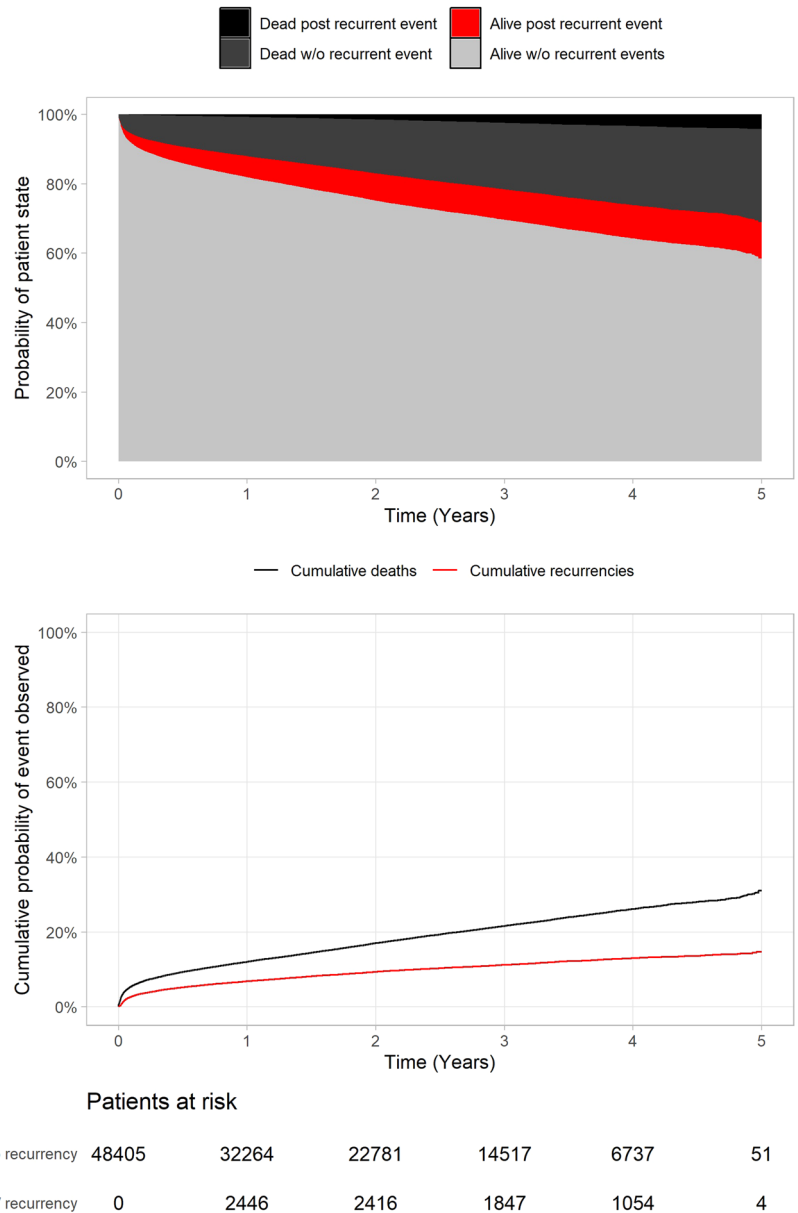 Dead post recurrent event Alive post recurrent event
Dead w/o recurrent event Alive w/o recurrent events
Probability of patient state
100%
80%
60%
40%
20%
0%
0 1 2 3 4 5
Time (Years)
Cumulative deaths Cumulative recurrencies
Cumulative probability of event observed
100%
80%
60%
40%
20%
0%
0 1 2 3 4 5
Time (Years)
Patients at risk
recurrency 48405 32264 22781 14517 6737 51
recurrency 0 2446 2416 1847 1054 4